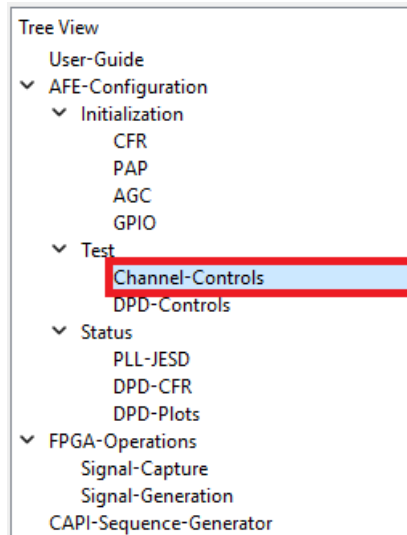 Tree View
User-Guide
AFE-Configuration
Initialization
CFR
PAP
AGC
GPIO
Test
Channel-Controls
DPD-Controls
Status
PLL-JESD
DPD-CFR
DPD-Plots
FPGA-Operations
Signal-Capture
Signal-Generation
CAPI-Sequence-Generator